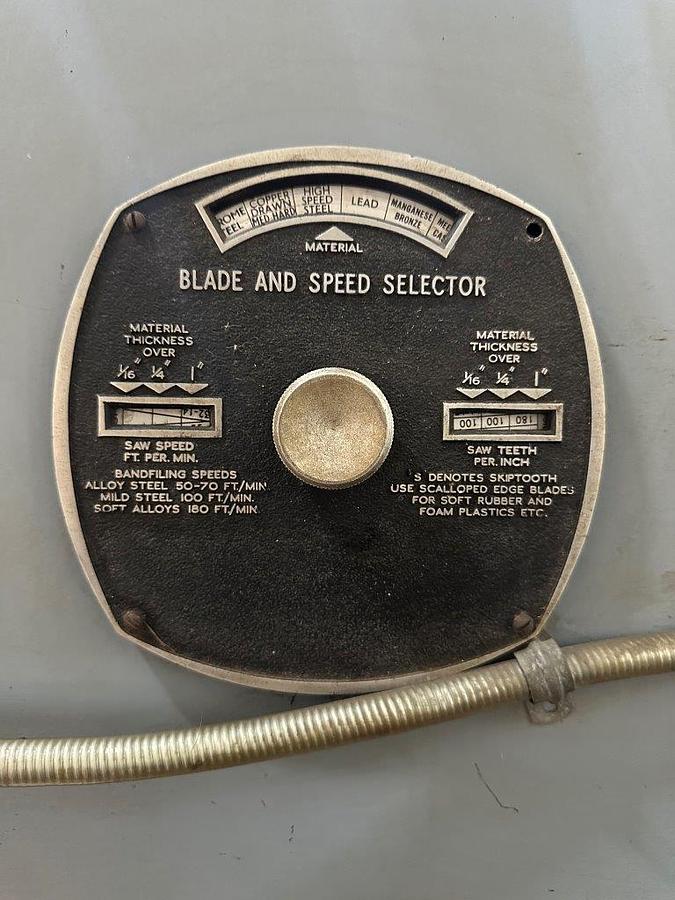 COPPER
DRAWN
MED. HARD
HIGH
SPEED
STEEL
LEAD
MANGANESE
BRONZE
MATERIAL
BLADE AND SPEED SELECTOR
MATERIAL
THICKNESS
OVER
1/16" 1/4" 1"
SAW SPEED
FT. PER. MIN.
BANDFILING SPEEDS
ALLOY STEEL 50-70 FT/MIN.
MILD STEEL 100 FT/MIN.
SOFT ALLOYS 180 FT/MIN.
MATERIAL
THICKNESS
OVER
1/16" 1/4" 1"
100 100 180
SAW TEETH
PER. INCH
S DENOTES SKIPTOOTH
USE SCALLOPED EDGE BLADES
FOR SOFT RUBBER AND
FOAM PLASTICS ETC.